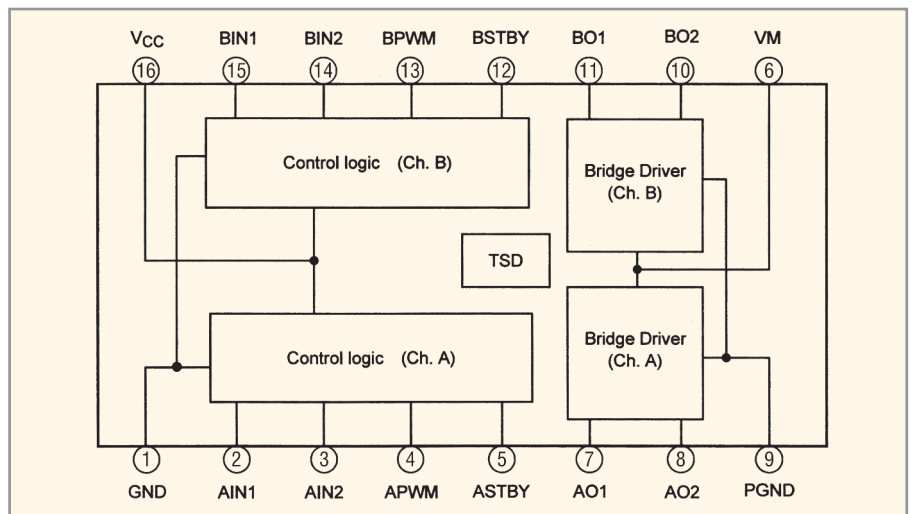 VCC BIN1 BIN2 BPWM BSTBY BO1 BO2 VM
16 15 14 13 12 11 10 6
Control logic (Ch. B)
Bridge Driver
(Ch. B)
TSD
Control logic (Ch. A)
Bridge Driver
(Ch. A)
1 2 3 4 5 7 8 9
GND AIN1 AIN2 APWM ASTBY AO1 AO2 PGND